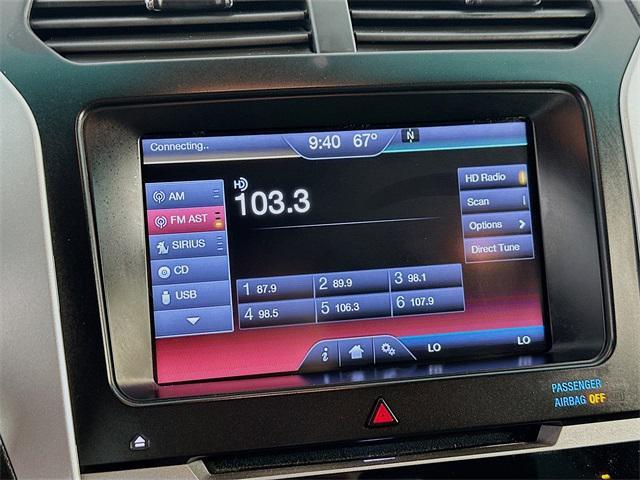 Connecting..
9:40 67° N
HD
103.3
AM
FM AST
SIRIUS
CD
USB
HD Radio
Scan
Options
Direct Tune
1 87.9 2 89.9 3 98.1
4 98.5 5 106.3 6 107.9
i LO LO
PASSENGER
AIRBAG OFF